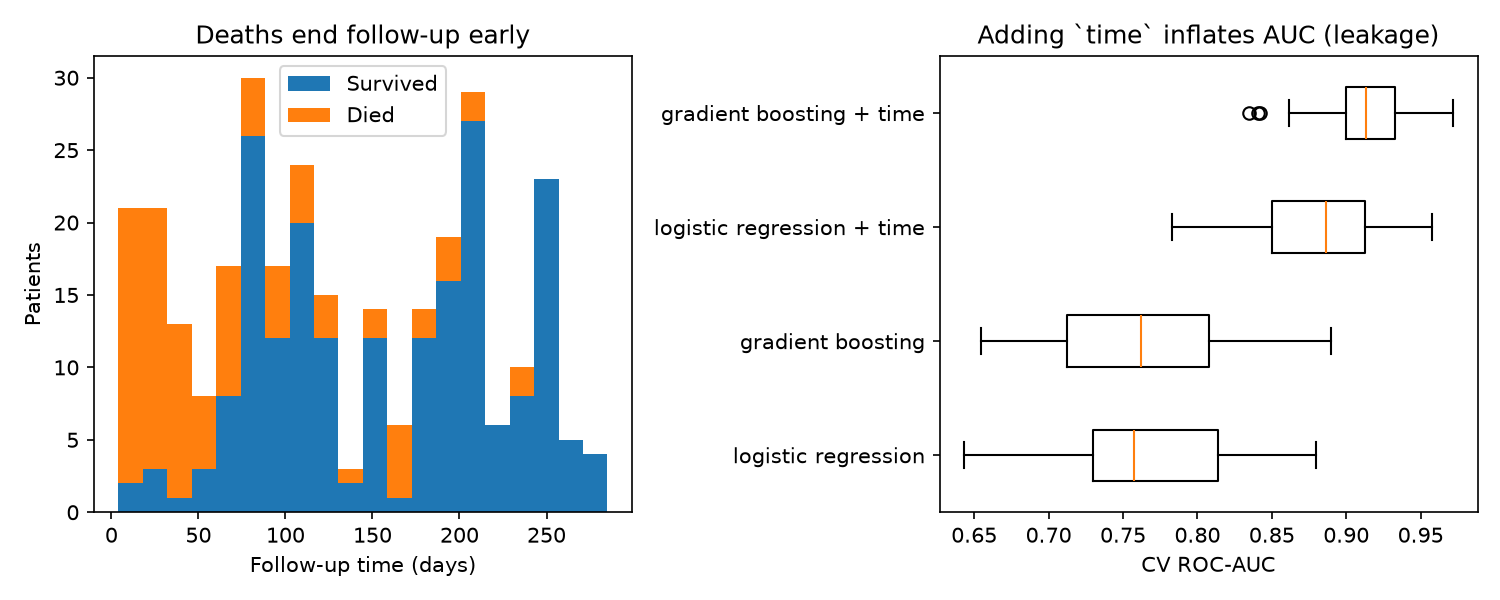 Deaths end follow-up early
Survived
Died
Patients
30
25
20
15
10
5
0
0 50 100 150 200 250
Follow-up time (days)
Adding `time` inflates AUC (leakage)
gradient boosting + time
logistic regression + time
gradient boosting
logistic regression
0.65 0.70 0.75 0.80 0.85 0.90 0.95
CV ROC-AUC